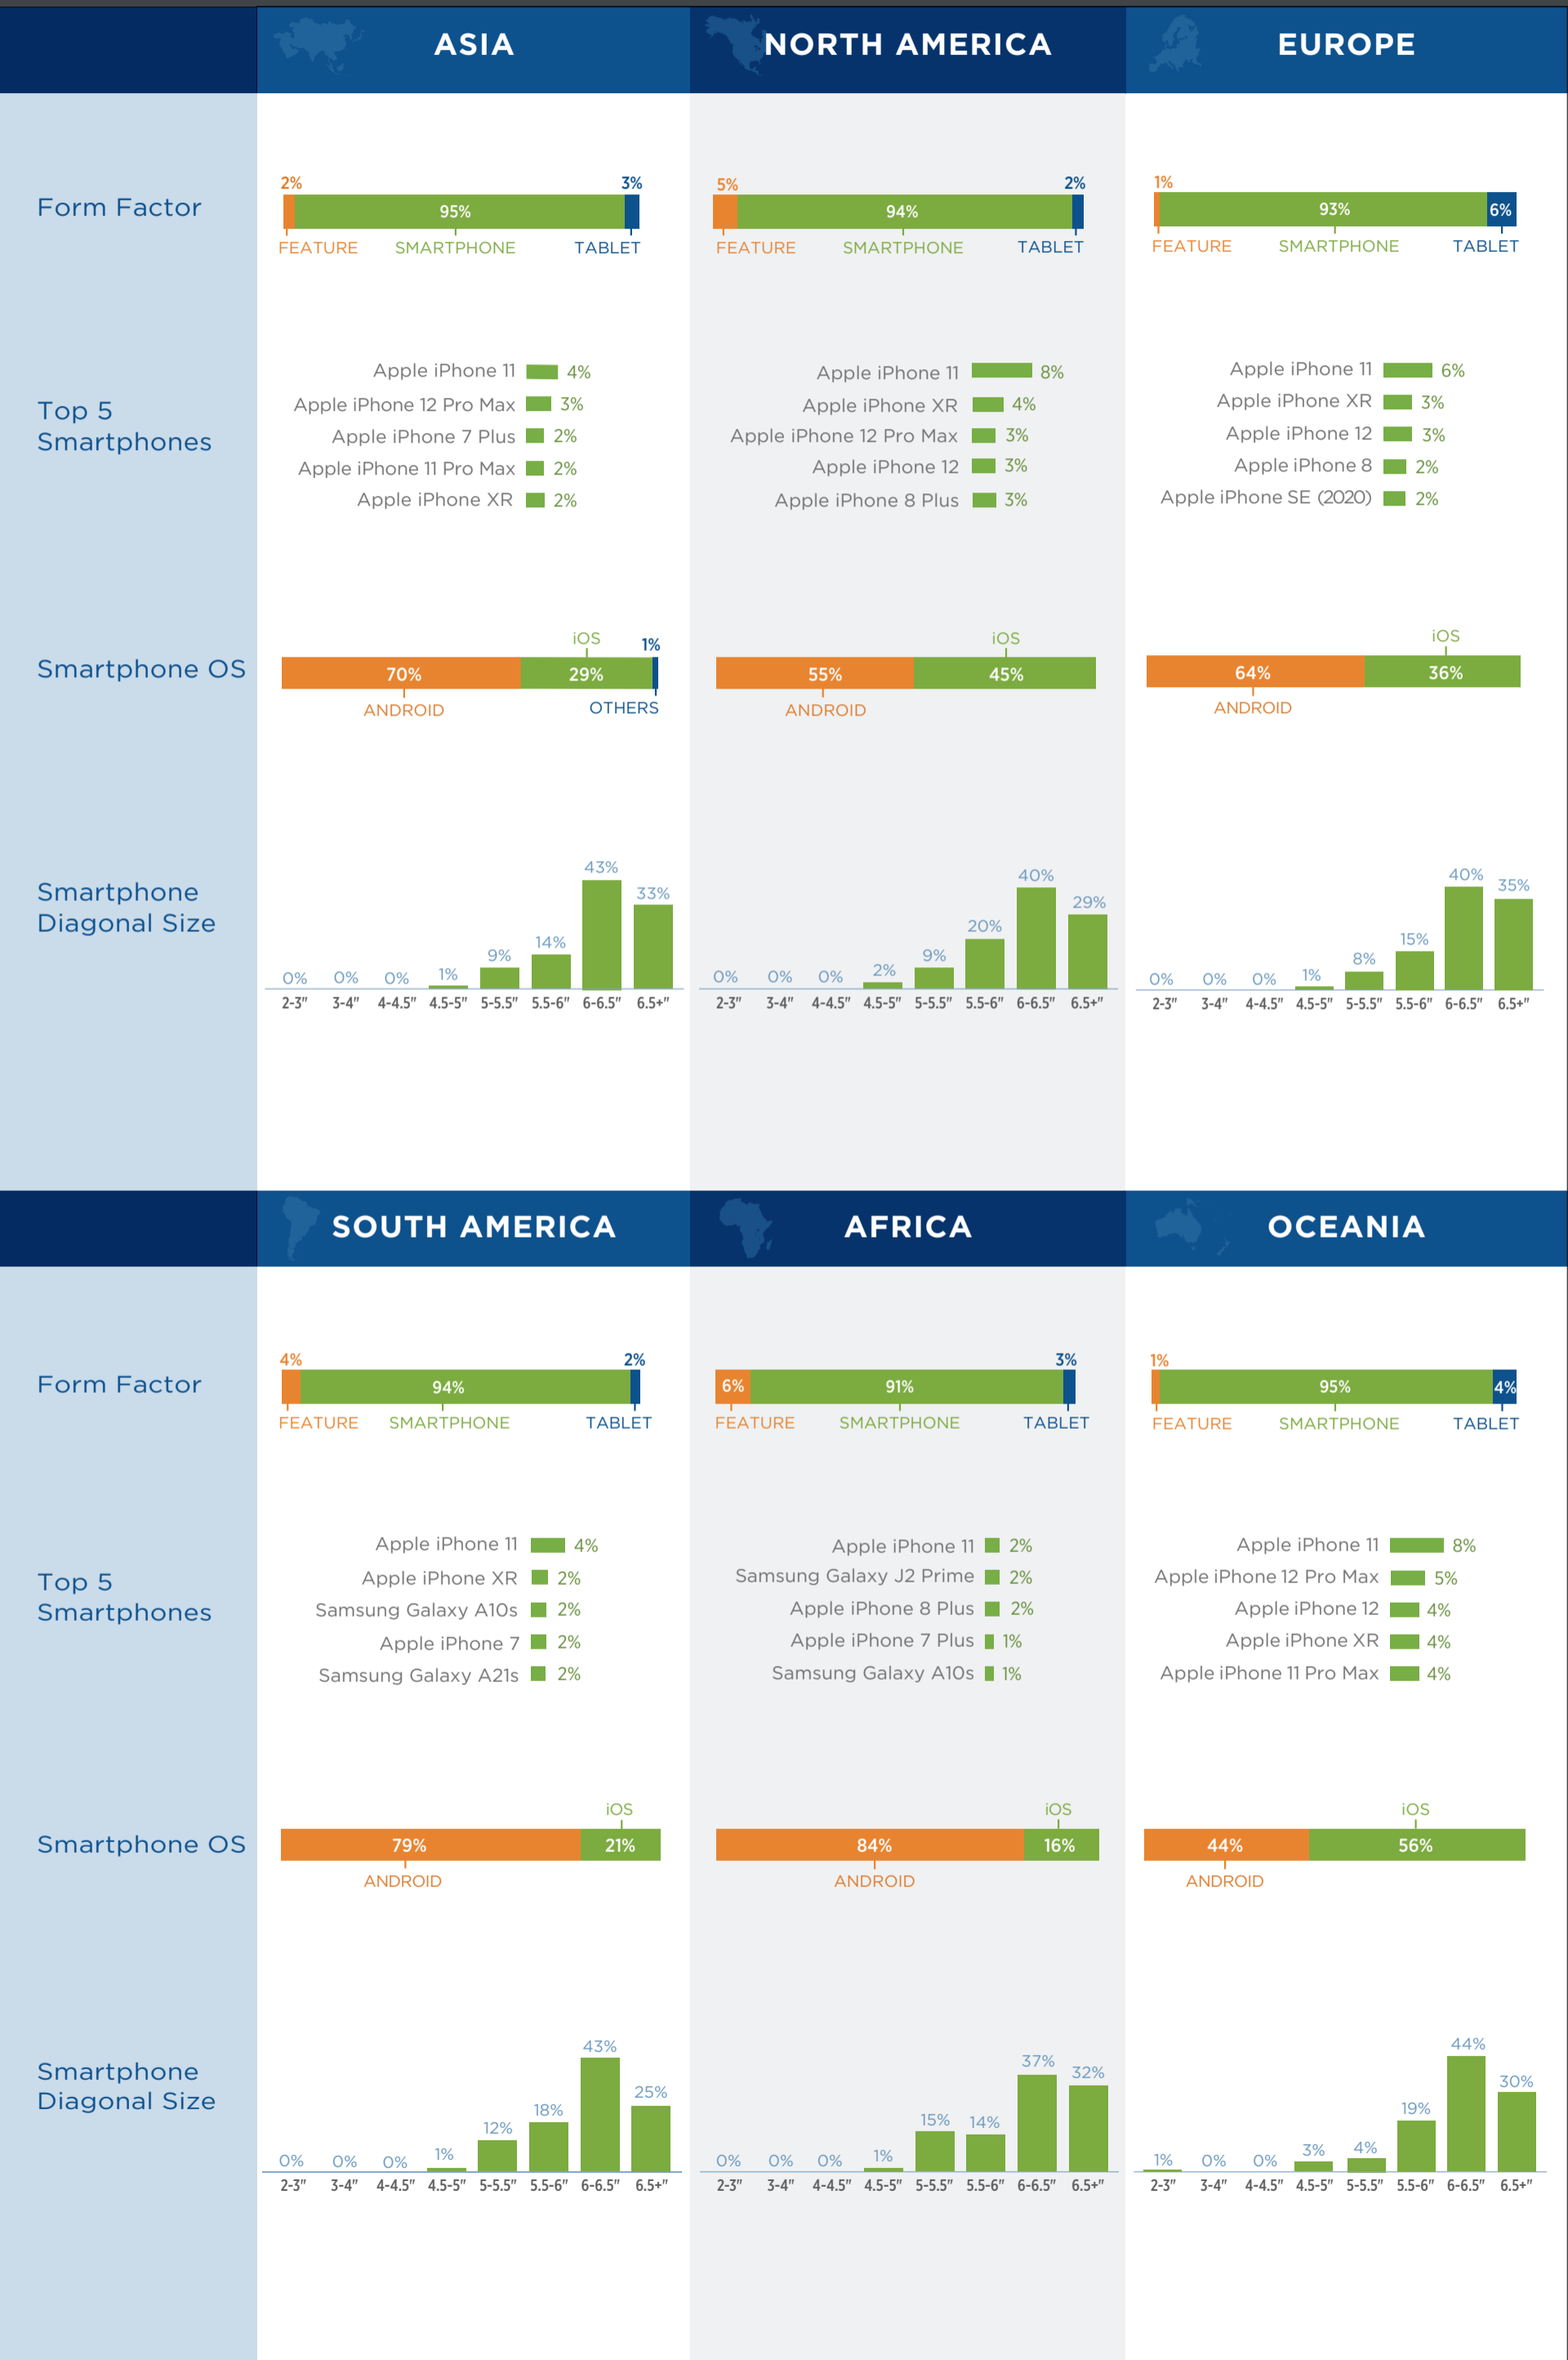 ASIA
NORTH AMERICA
EUROPE
Form Factor
2%
3%
95%
FEATURE SMARTPHONE TABLET
5%
2%
94%
FEATURE SMARTPHONE TABLET
1%
93%
6%
FEATURE SMARTPHONE TABLET
Top 5
Smartphones
Apple iPhone 11 4%
Apple iPhone 12 Pro Max 3%
Apple iPhone 7 Plus 2%
Apple iPhone 11 Pro Max 2%
Apple iPhone XR 2%
Apple iPhone 11 8%
Apple iPhone XR 4%
Apple iPhone 12 Pro Max 3%
Apple iPhone 12 3%
Apple iPhone 8 Plus 3%
Apple iPhone 11 6%
Apple iPhone XR 3%
Apple iPhone 12 3%
Apple iPhone 8 2%
Apple iPhone SE (2020) 2%
Smartphone OS
iOS 1%
70% 29%
ANDROID OTHERS
iOS
55% 45%
ANDROID
iOS
64% 36%
ANDROID
Smartphone
Diagonal Size
0% 0% 0% 1% 9% 14% 43% 33%
2-3" 3-4" 4-4.5" 4.5-5" 5-5.5" 5.5-6" 6-6.5" 6.5+"
0% 0% 0% 2% 9% 20% 40% 29%
2-3" 3-4" 4-4.5" 4.5-5" 5-5.5" 5.5-6" 6-6.5" 6.5+"
0% 0% 0% 1% 8% 15% 40% 35%
2-3" 3-4" 4-4.5" 4.5-5" 5-5.5" 5.5-6" 6-6.5" 6.5+"
SOUTH AMERICA
AFRICA
OCEANIA
Form Factor
4%
2%
94%
FEATURE SMARTPHONE TABLET
3%
6% 91%
FEATURE SMARTPHONE TABLET
1%
95% 4%
FEATURE SMARTPHONE TABLET
Top 5
Smartphones
Apple iPhone 11 4%
Apple iPhone XR 2%
Samsung Galaxy A10s 2%
Apple iPhone 7 2%
Samsung Galaxy A21s 2%
Apple iPhone 11 2%
Samsung Galaxy J2 Prime 2%
Apple iPhone 8 Plus 2%
Apple iPhone 7 Plus 1%
Samsung Galaxy A10s 1%
Apple iPhone 11 8%
Apple iPhone 12 Pro Max 5%
Apple iPhone 12 4%
Apple iPhone XR 4%
Apple iPhone 11 Pro Max 4%
Smartphone OS
iOS
79% 21%
ANDROID
iOS
84% 16%
ANDROID
iOS
44% 56%
ANDROID
Smartphone
Diagonal Size
0% 0% 0% 1% 12% 18% 43% 25%
2-3" 3-4" 4-4.5" 4.5-5" 5-5.5" 5.5-6" 6-6.5" 6.5+"
0% 0% 0% 1% 15% 14% 37% 32%
2-3" 3-4" 4-4.5" 4.5-5" 5-5.5" 5.5-6" 6-6.5" 6.5+"
1% 0% 0% 3% 4% 19% 44% 30%
2-3" 3-4" 4-4.5" 4.5-5" 5-5.5" 5.5-6" 6-6.5" 6.5+"